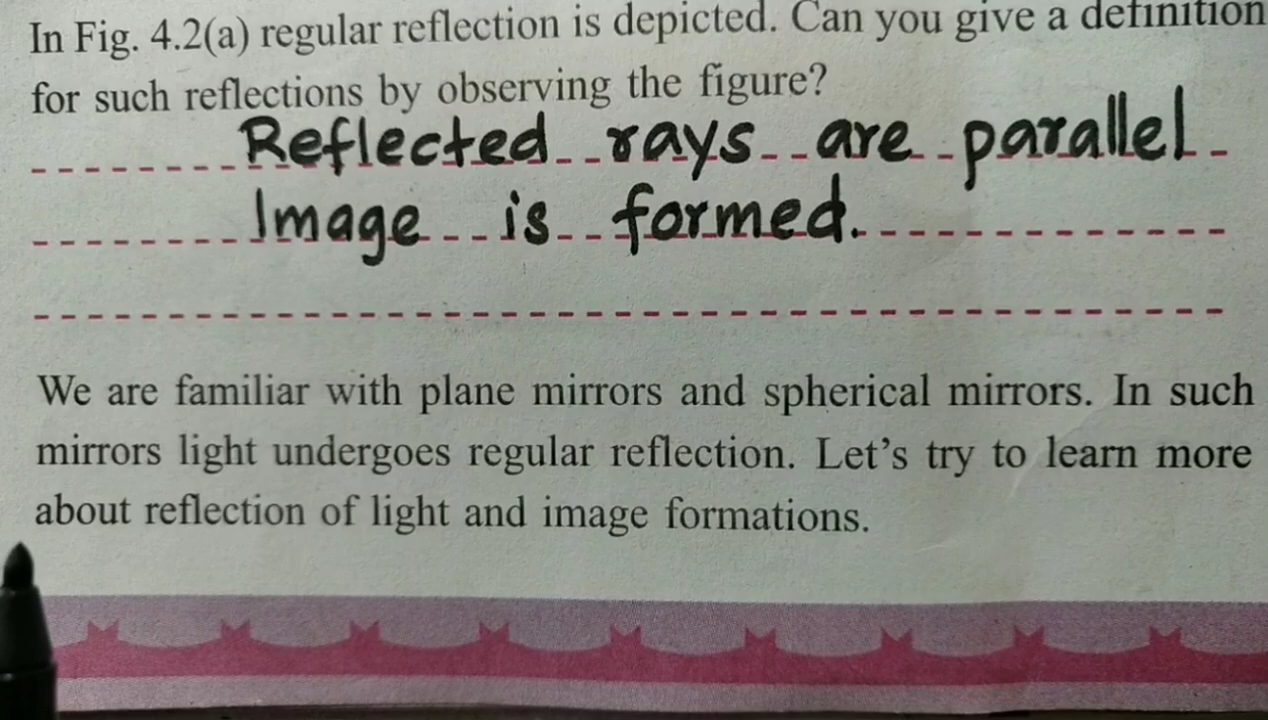 In Fig. 4.2(a) regular reflection is depicted. Can you give a definition
for such reflections by observing the figure?
Reflected rays are parallel
Image is formed.
We are familiar with plane mirrors and spherical mirrors. In such
mirrors light undergoes regular reflection. Let's try to learn more
about reflection of light and image formations.